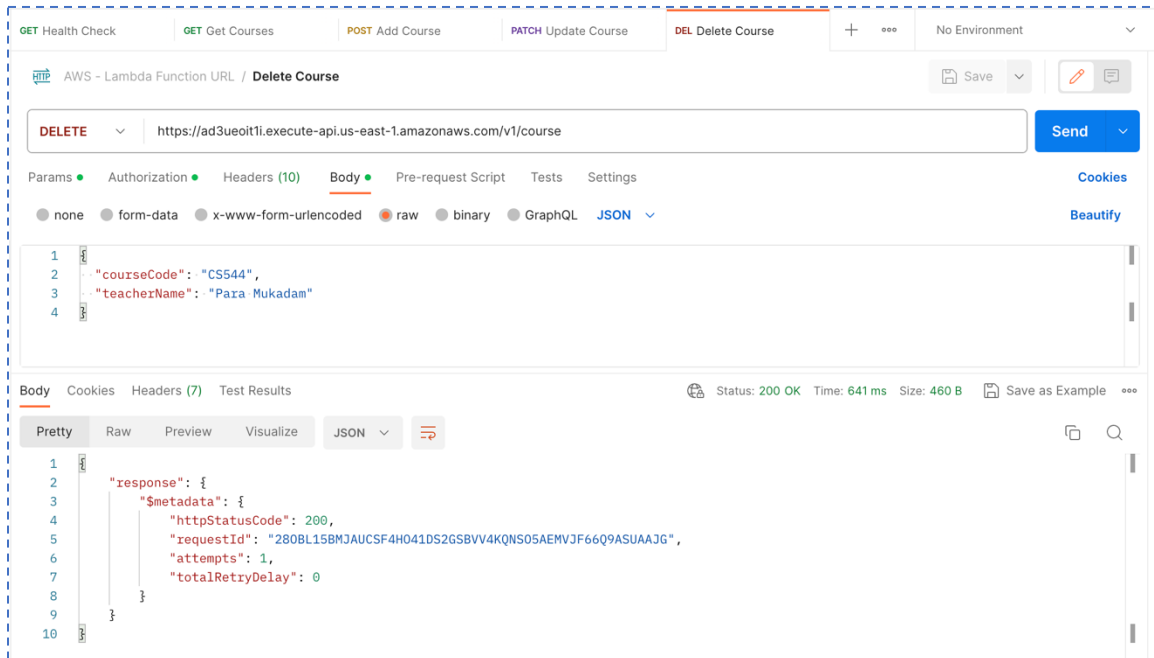 GET Health Check GET Get Courses POST Add Course PATCH Update Course DEL Delete Course No Environment
HTTP AWS - Lambda Function URL / Delete Course Save
DELETE https://ad3ueoit1i.execute-api.us-east-1.amazonaws.com/v1/course Send
Params Authorization Headers (10) Body Pre-request Script Tests Settings Cookies
none form-data x-www-form-urlencoded raw binary GraphQL JSON Beautify
1 {
2 "courseCode": "CS544",
3 "teacherName": "Para Mukadam"
4 }
Body Cookies Headers (7) Test Results Status: 200 OK Time: 641 ms Size: 460 B Save as Example
Pretty Raw Preview Visualize JSON
1 {
2 "response": {
3 "$metadata": {
4 "httpStatusCode": 200,
5 "requestId": "28OBL15BMJAUCSF4HO41DS2GSBVV4KQNSO5AEMVJF66Q9ASUAAJG",
6 "attempts": 1,
7 "totalRetryDelay": 0
8 }
9 }
10 }